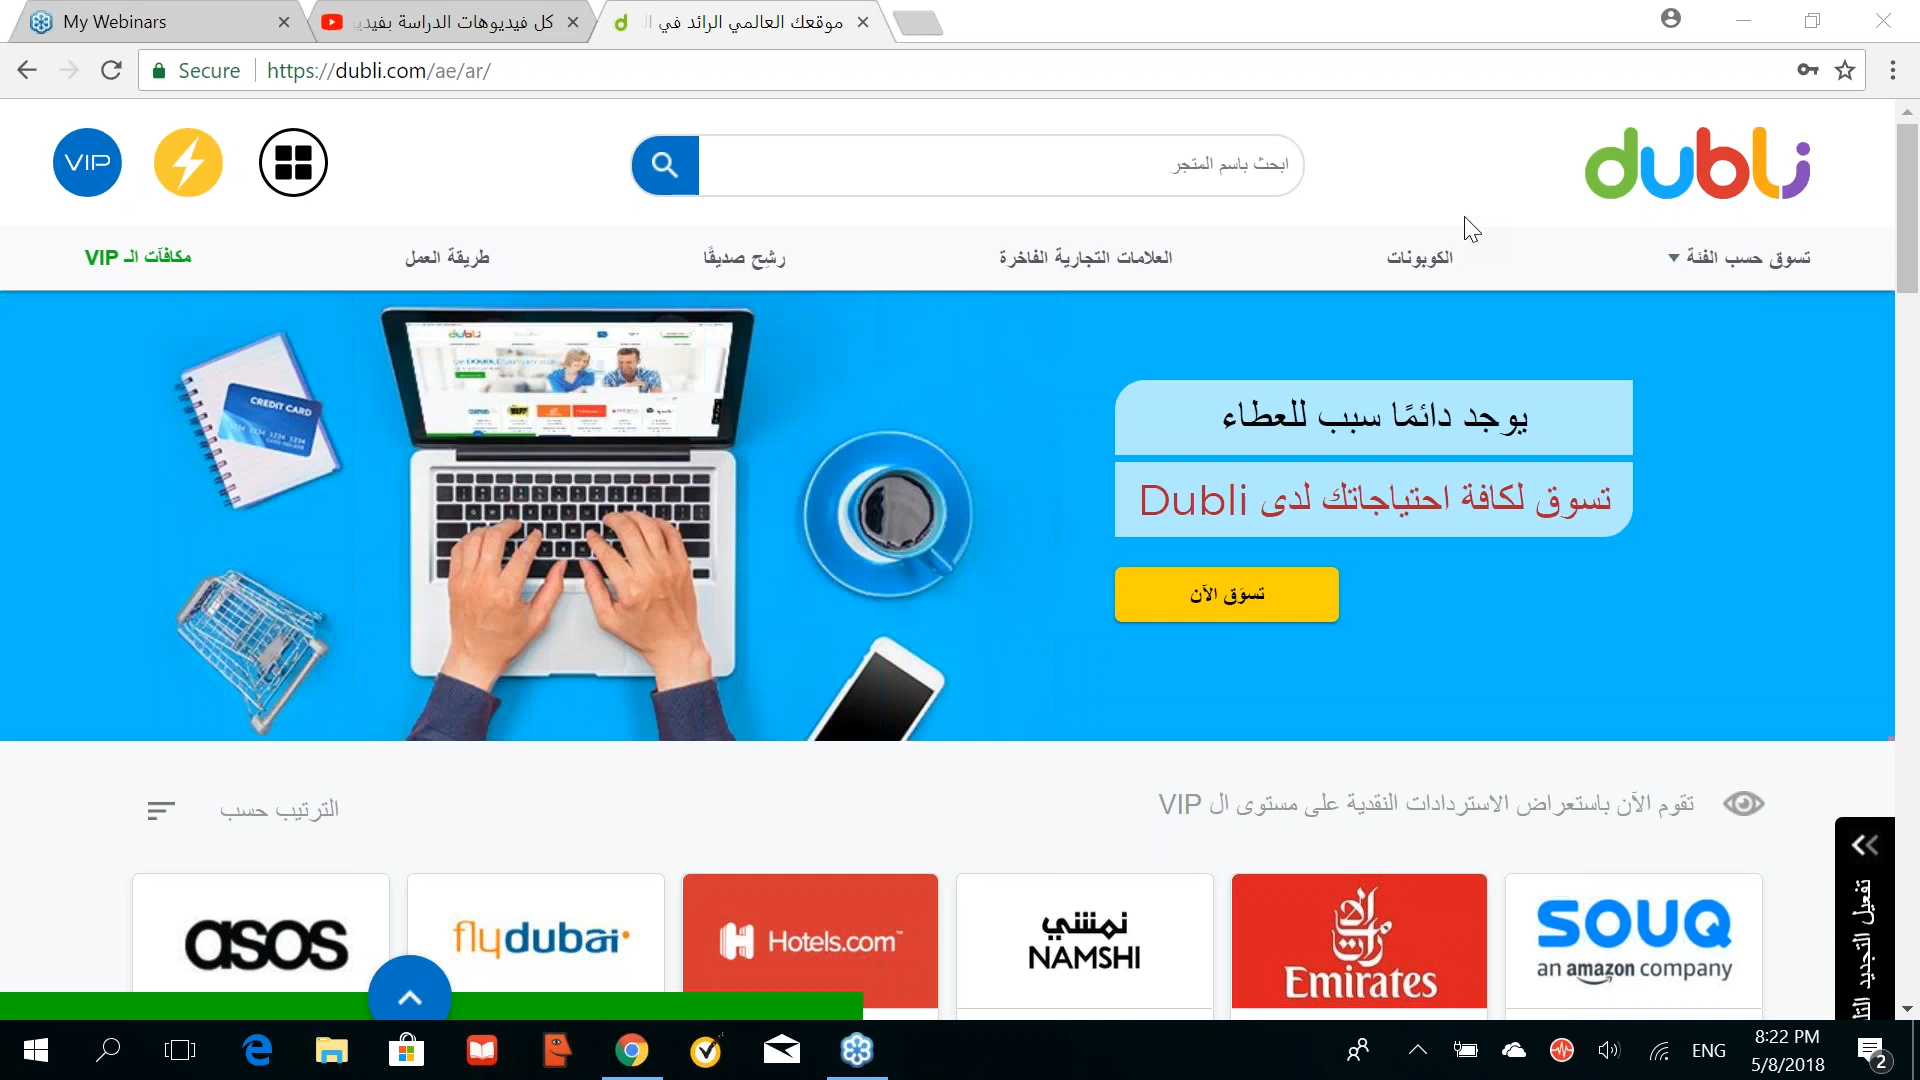 My Webinars
كل فيديوهات الدراسة بفيديو
موقعك العالمي الرائد في ال
Secure
https://dubli.com/ae/ar/
VIP
ابحث باسم المتجر
dubli
تسوق حسب الفئة
الكوبونات
العلامات التجارية الفاخرة
رشِح صديقًا
طريقة العمل
مكافآت الـ VIP
CREDIT CARD
dubli
يوجد دائمًا سبب للعطاء
تسوق لكافة احتياجاتك لدى Dubli
تسوَق الآن
تقوم الآن باستعراض الاستردادات النقدية على مستوى ال VIP
الترتيب حسب
تفعيل التجديد
SOUQ
an amazon company
Emirates
نمشي
NAMSHI
Hotels.com
flydubai
asos
ENG
8:22 PM
5/8/2018
2